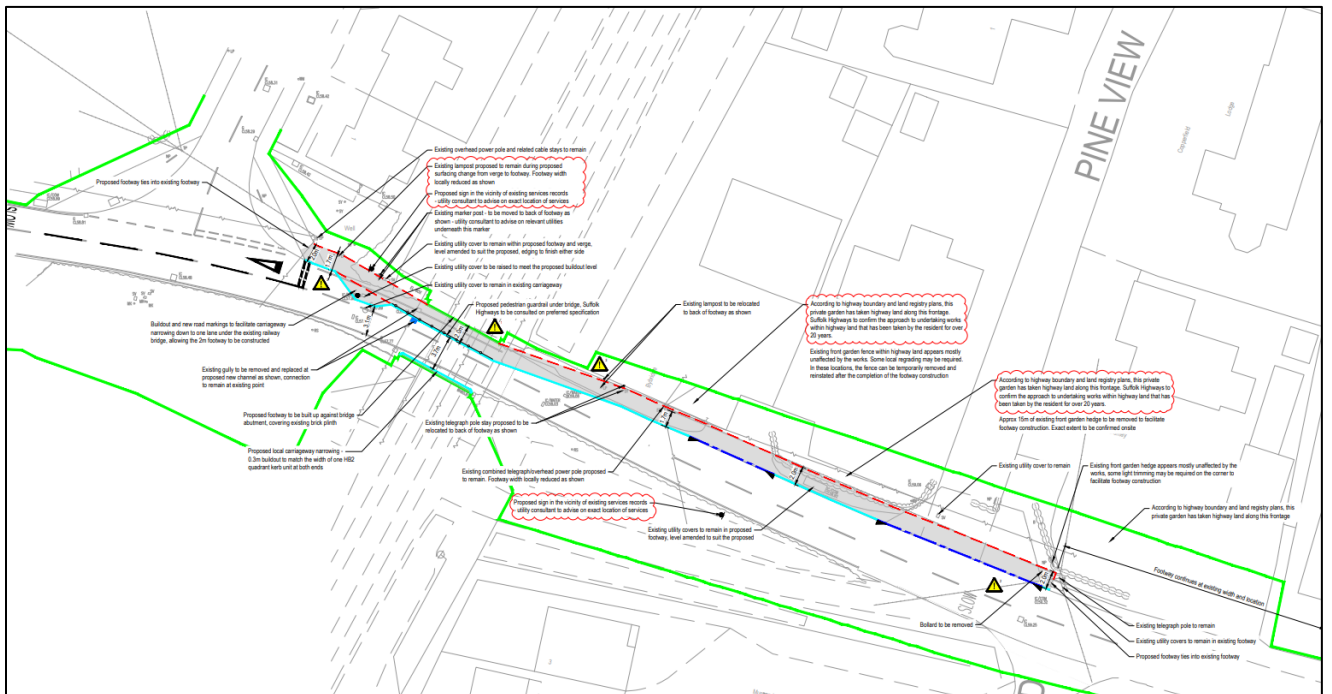 PINE VIEW
Copperfield
Lodge
Existing overhead power pole and related cable stays to remain
Existing lampost proposed to remain during proposed
surfacing change from verge to footway. Footway width
locally reduced as shown
Proposed footway ties into existing footway
Proposed sign in the vicinity of existing services records
- utility consultant to advise on exact location of services
Existing marker post - to be moved to back of footway as
shown - utility consultant to advise on relevant utilities
underneath this marker
Wall
SLOW
Existing utility cover to remain within proposed footway and verge,
level amended to suit the proposed, edging to finish either side
2.0m
1.7m
Existing utility cover to be raised to meet the proposed buildout level
Existing utility cover to remain in existing carriageway
Buildout and new road markings to facilitate carriageway
narrowing down to one lane under the existing railway
bridge, allowing the 2m footway to be constructed
3.1m
Proposed pedestrian guardrail under bridge, Suffolk
Highways to be consulted on preferred specification
2.0m
3.7m
Existing lampost to be relocated
to back of footway as shown
According to highway boundary and land registry plans, this
private garden has taken highway land along this frontage.
Suffolk Highways to confirm the approach to undertaking works
within highway land that has been taken by the resident for over
20 years.
Existing front garden fence within highway land appears mostly
unaffected by the works. Some local regrading may be required.
In these locations, the fence can be temporarily removed and
reinstated after the completion of the footway construction
Existing gully to be removed and replaced at
proposed new channel as shown, connection
to remain at existing point
According to highway boundary and land registry plans, this private
garden has taken highway land along this frontage. Suffolk Highways to
confirm the approach to undertaking works within highway land that has
been taken by the resident for over 20 years.
Approx 15m of existing front garden hedge to be removed to facilitate
footway construction. Exact extent to be confirmed onsite
Proposed footway to be built up against bridge
abutment, covering existing brick plinth
Existing telegraph pole stay proposed to be
relocated to back of footway as shown
1.7m
Proposed local carriageway narrowing -
0.3m buildout to match the width of one HB2
quadrant kerb unit at both ends
Existing combined telegraph/overhead power pole proposed
to remain. Footway width locally reduced as shown
2.0m
Existing utility cover to remain
Existing front garden hedge appears mostly unaffected by the
works, some light trimming may be required on the corner to
facilitate footway construction
Proposed sign in the vicinity of existing services records
utility consultant to advise on exact location of services
According to highway boundary and land registry plans, this
private garden has taken highway land along this frontage
Existing utility covers to remain in proposed
footway, level amended to suit the proposed
Footway continues at existing width and location
2.0m
SLOW
Bollard to be removed
Existing telegraph pole to remain
Existing utility covers to remain in existing footway
Proposed footway ties into existing footway